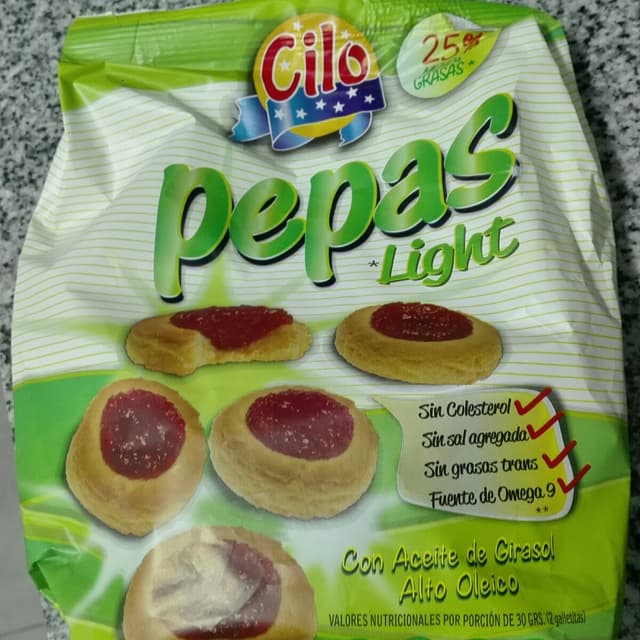 Cilo
25%
GRASAS*
pepas
*Light
Sin Colesterol
Sin sal agregada
Sin grasas trans
Fuente de Omega 9
**
Con Aceite de Girasol
Alto Oleico
VALORES NUTRICIONALES POR PORCIÓN DE 30 GRS. (2 galletitas)